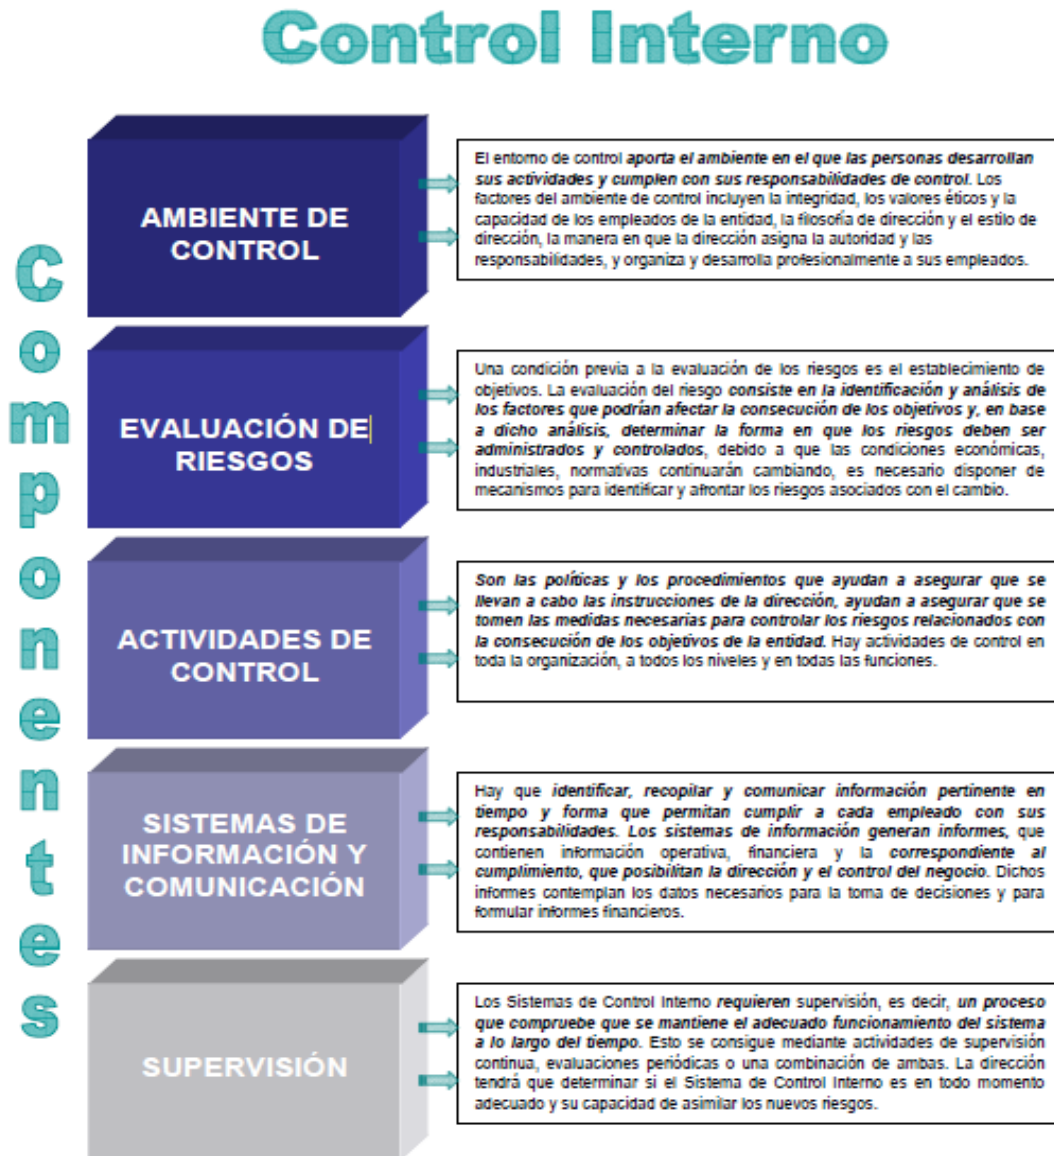 Control Interno
Componentes
AMBIENTE DE
CONTROL
El entorno de control aporta el ambiente en el que las personas desarrollan
sus actividades y cumplen con sus responsabilidades de control. Los
factores del ambiente de control incluyen la integridad, los valores éticos y la
capacidad de los empleados de la entidad, la filosofía de dirección y el estilo de
dirección, la manera en que la dirección asigna la autoridad y las
responsabilidades, y organiza y desarrolla profesionalmente a sus empleados.
EVALUACIÓN DE
RIESGOS
Una condición previa a la evaluación de los riesgos es el establecimiento de
objetivos. La evaluación del riesgo consiste en la identificación y análisis de
los factores que podrían afectar la consecución de los objetivos y, en base
a dicho análisis, determinar la forma en que los riesgos deben ser
administrados y controlados, debido a que las condiciones económicas,
industriales, normativas continuarán cambiando, es necesario disponer de
mecanismos para identificar y afrontar los riesgos asociados con el cambio.
ACTIVIDADES DE
CONTROL
Son las políticas y los procedimientos que ayudan a asegurar que se
llevan a cabo las instrucciones de la dirección, ayudan a asegurar que se
tomen las medidas necesarias para controlar los riesgos relacionados con
la consecución de los objetivos de la entidad. Hay actividades de control en
toda la organización, a todos los niveles y en todas las funciones.
SISTEMAS DE
INFORMACIÓN Y
COMUNICACIÓN
Hay que identificar, recopilar y comunicar información pertinente en
tiempo y forma que permitan cumplir a cada empleado con sus
responsabilidades. Los sistemas de información generan informes, que
contienen información operativa, financiera y la correspondiente al
cumplimiento, que posibilitan la dirección y el control del negocio. Dichos
informes contemplan los datos necesarios para la toma de decisiones y para
formular informes financieros.
SUPERVISIÓN
Los Sistemas de Control Interno requieren supervisión, es decir, un proceso
que compruebe que se mantiene el adecuado funcionamiento del sistema
a lo largo del tiempo. Esto se consigue mediante actividades de supervisión
continua, evaluaciones periódicas o una combinación de ambas. La dirección
tendrá que determinar si el Sistema de Control Interno es en todo momento
adecuado y su capacidad de asimilar los nuevos riesgos.